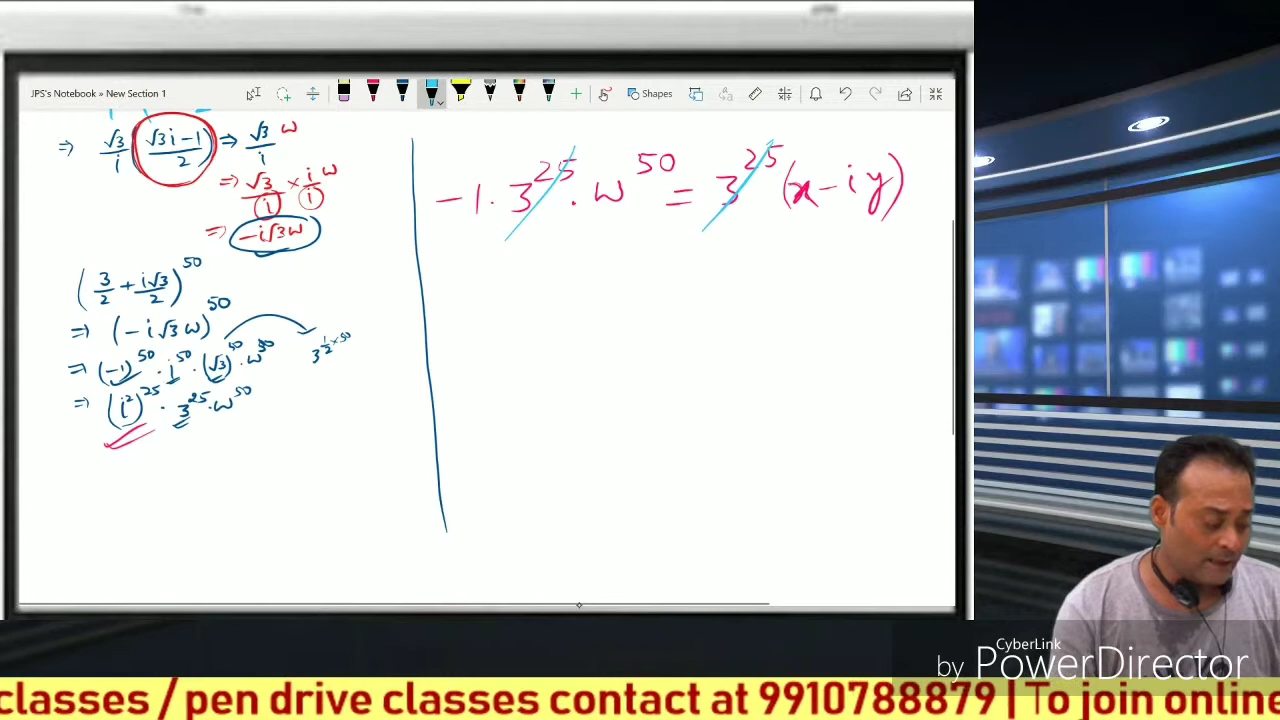 JPS's Notebook » New Section 1
Shapes
⇒ √3/i (√3i-1/2) ⇒ √3/i ω
⇒ √3/i × i/i ω
⇒ -i√3ω
(3/2 + i√3/2)^50
⇒ (-i√3ω)^50
⇒ (-1)^50 · i^50 · (√3)^50 · ω^50
3^(1/2×50)
⇒ (i²)^25 · 3^25 · ω^50
-1. 3^25 . ω^50 = 3^25 (x-iy)
CyberLink
by PowerDirector
classes / pen drive classes contact at 9910788879 | To join online